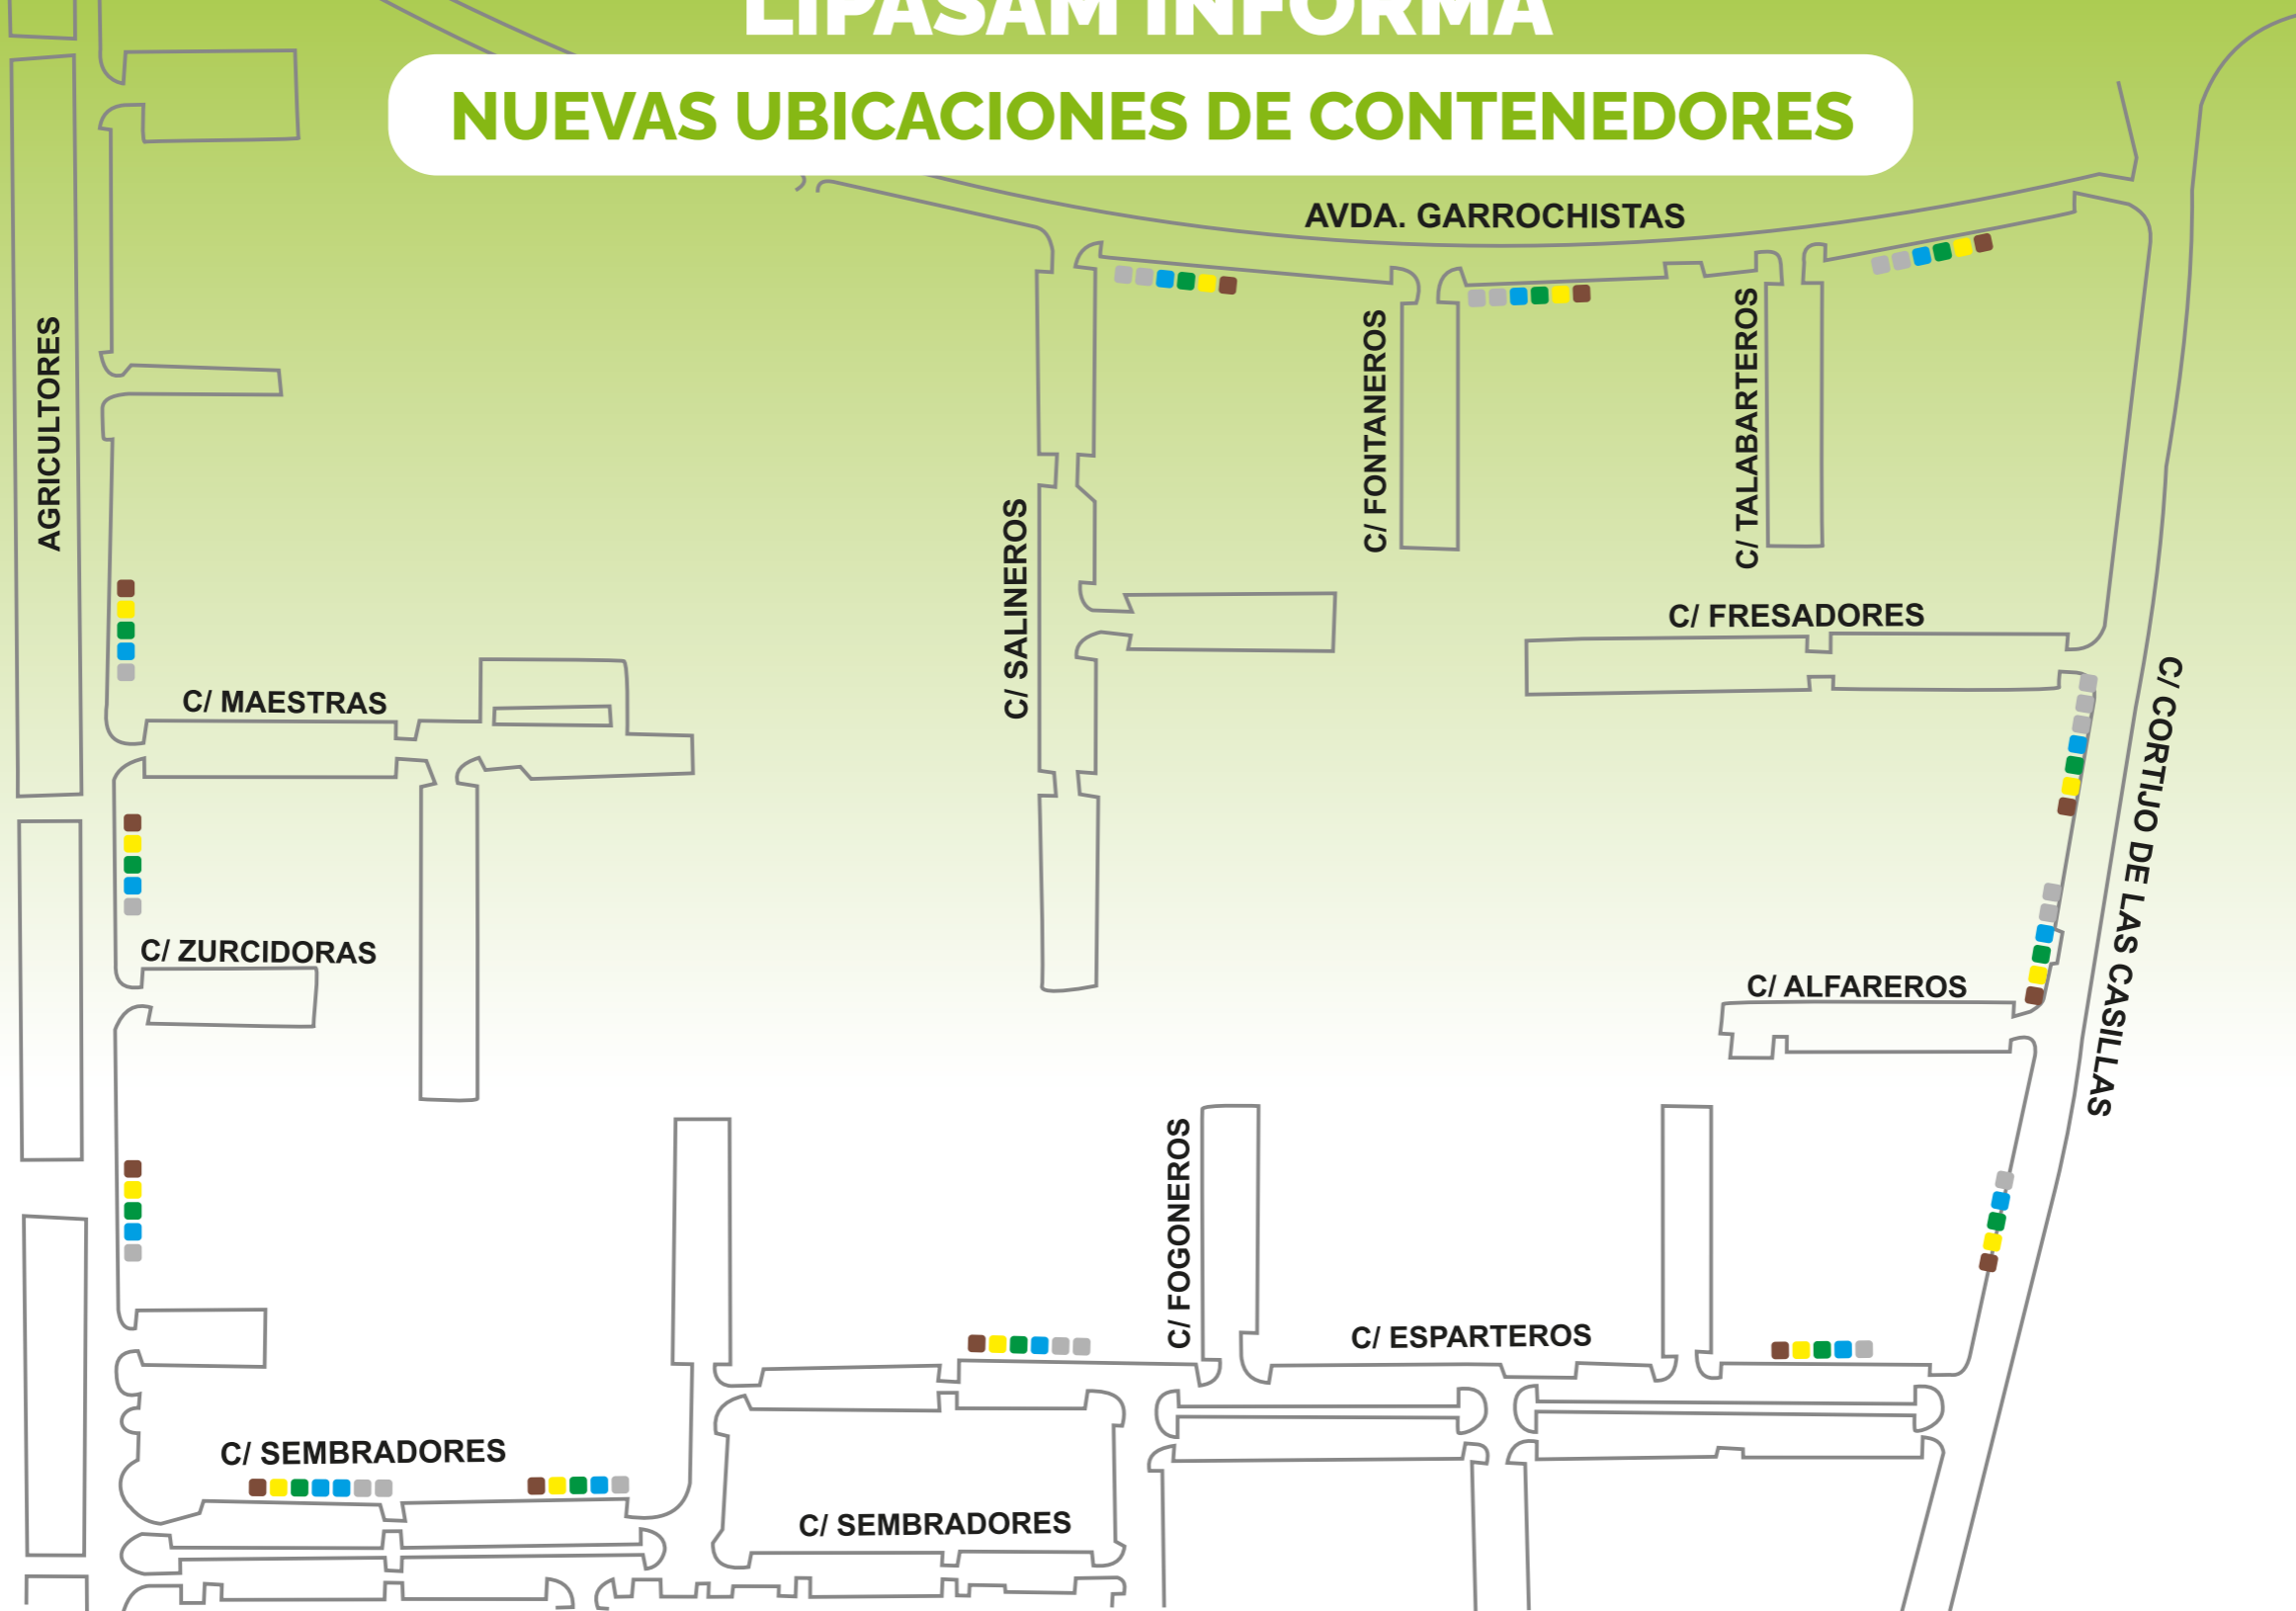 LIPASAM INFORMA
NUEVAS UBICACIONES DE CONTENEDORES
AVDA. GARROCHISTAS
AGRICULTORES
C/ FONTANEROS
C/ TALABARTEROS
C/ SALINEROS
C/ FRESADORES
C/ MAESTRAS
C/ CORTIJO DE LAS CASILLAS
C/ ZURCIDORAS
C/ ALFAREROS
C/ FOGONEROS
C/ ESPARTEROS
C/ SEMBRADORES
C/ SEMBRADORES